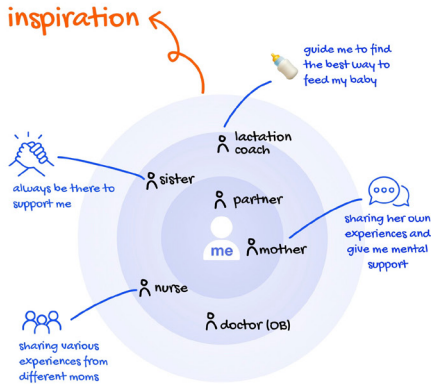 inspiration
guide me to find
the best way to
feed my baby
lactation
coach
sister
always be there to
support me
partner
me
mother
sharing her own
experiences and
give me mental
support
nurse
doctor (OB)
sharing various
experiences from
different moms